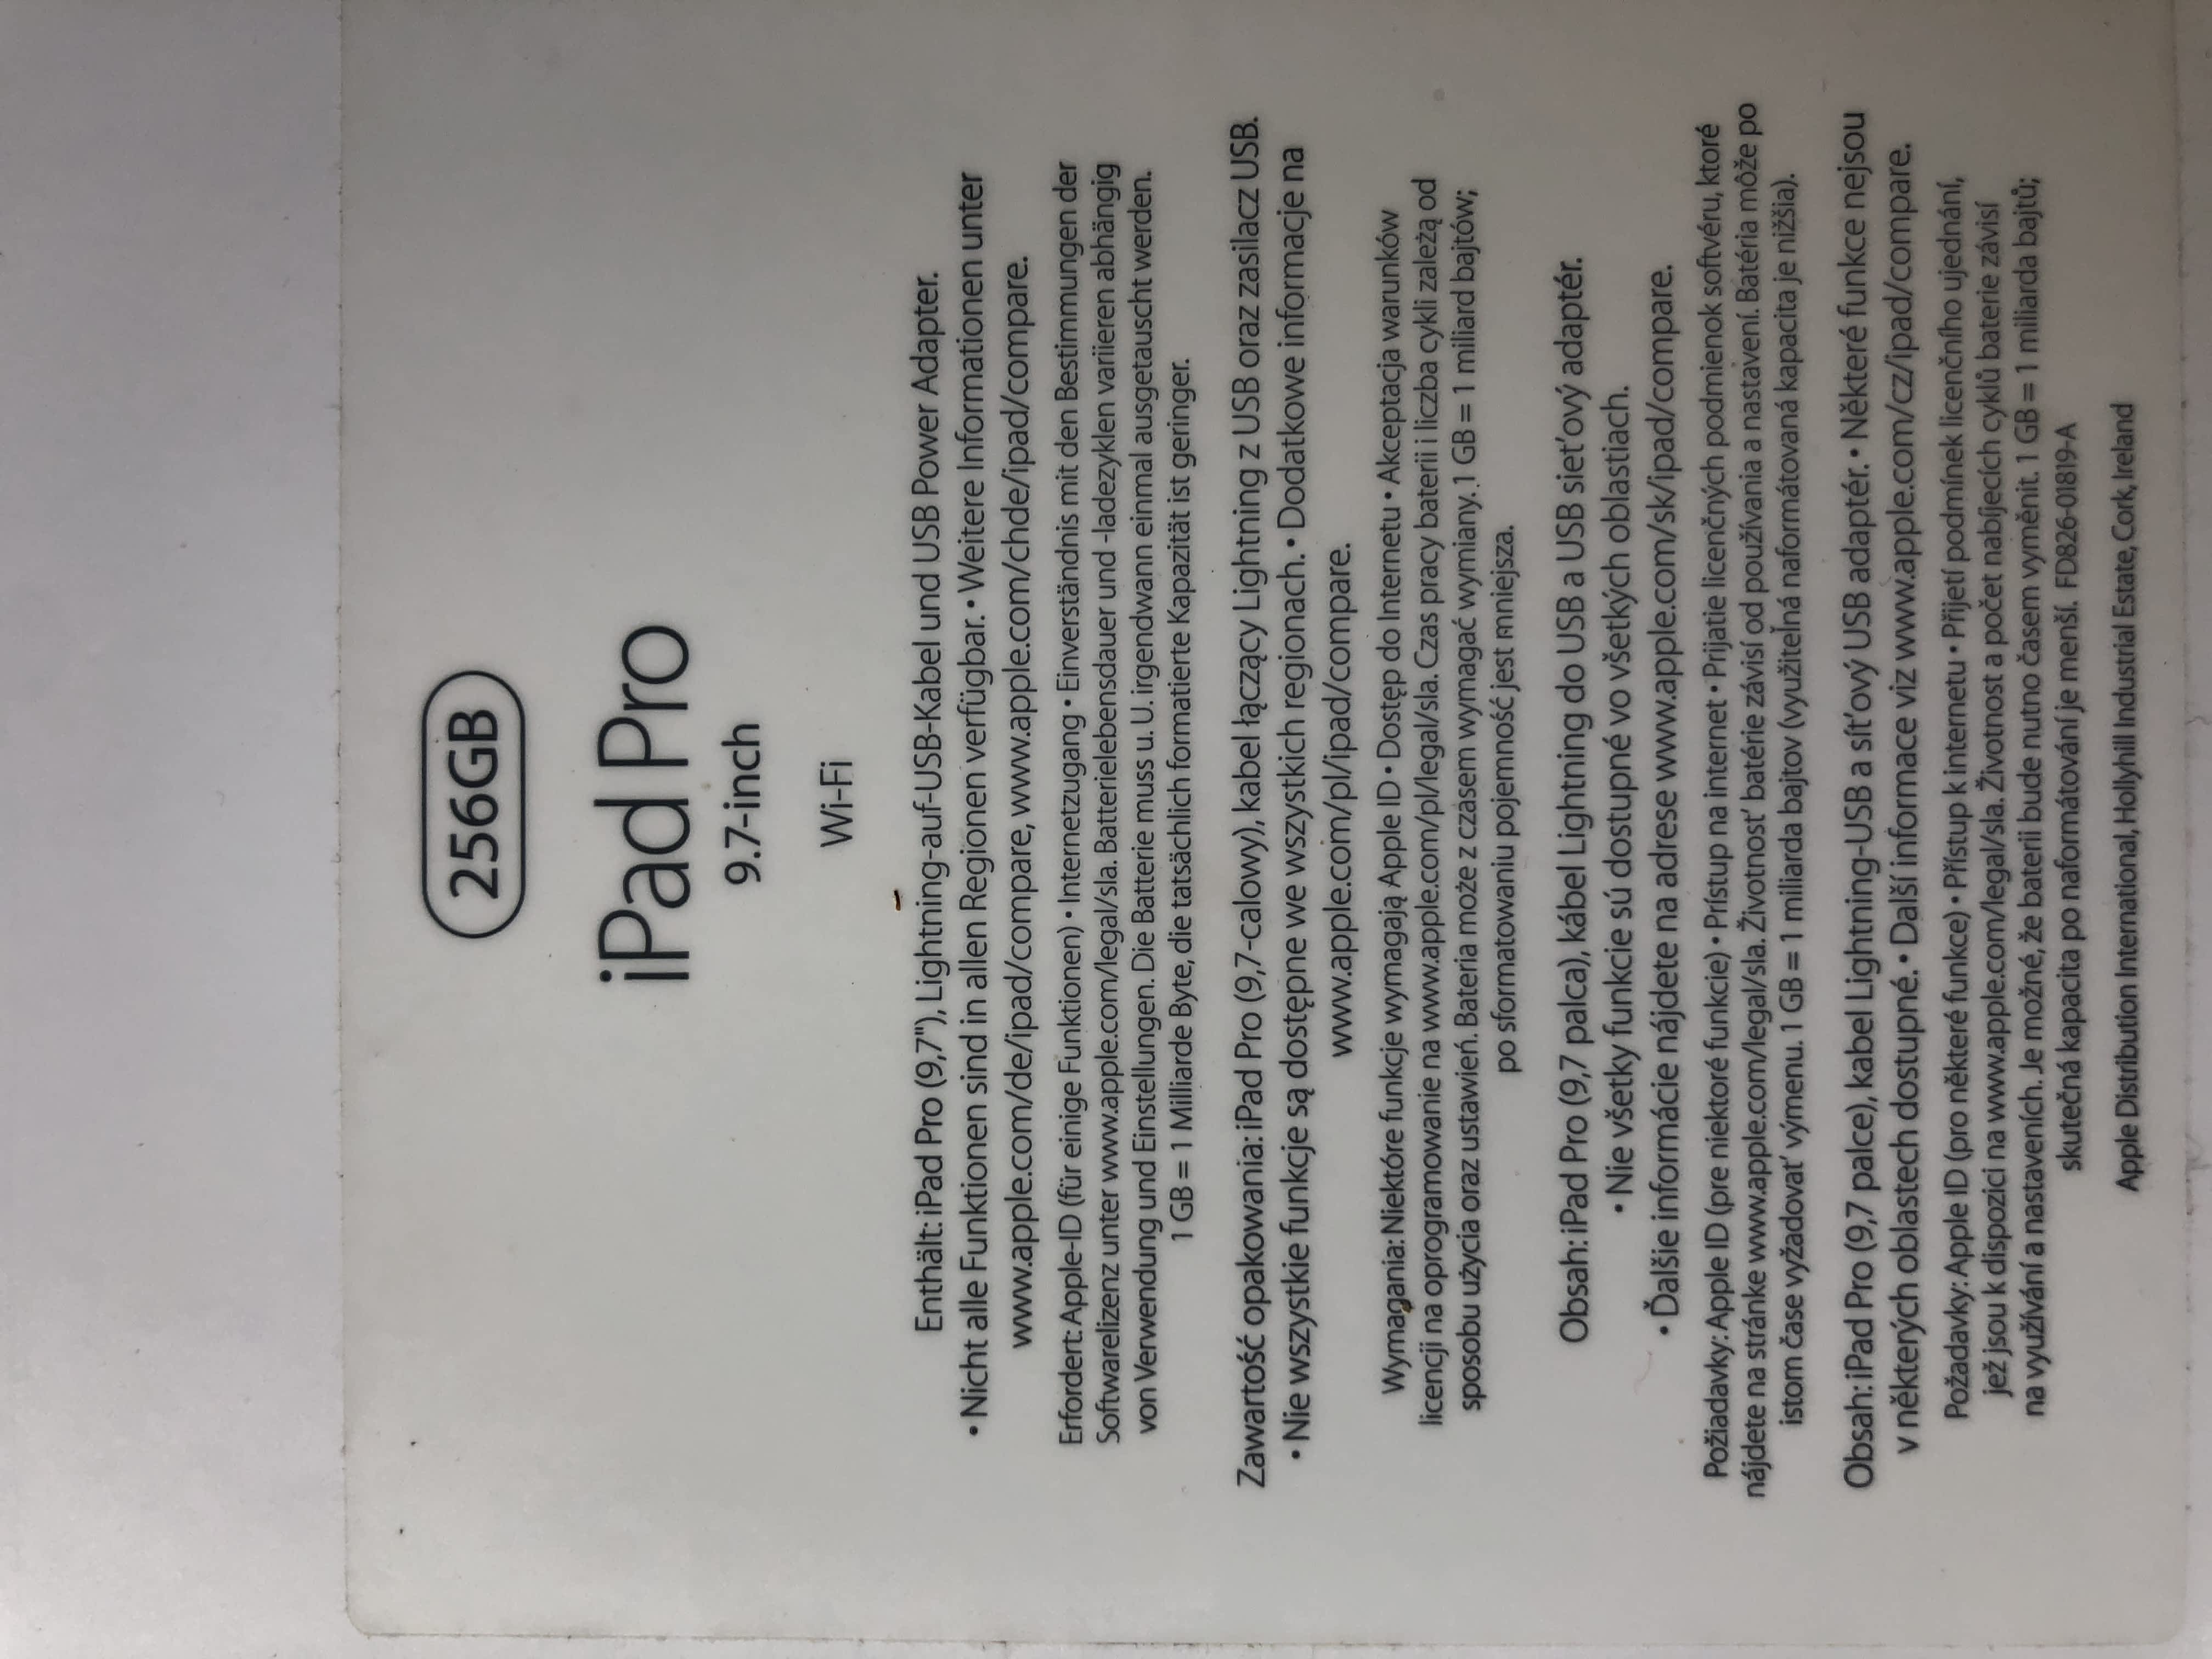 256GB
iPad Pro
9.7-inch
Wi-Fi
Enthält: iPad Pro (9,7"), Lightning-auf-USB-Kabel und USB Power Adapter.
• Nicht alle Funktionen sind in allen Regionen verfügbar. • Weitere Informationen unter
www.apple.com/de/ipad/compare, www.apple.com/chde/ipad/compare.
Erfordert: Apple-ID (für einige Funktionen) • Internetzugang • Einverständnis mit den Bestimmungen der
Softwarelizenz unter www.apple.com/legal/sla. Batterielebensdauer und -ladezyklen variieren abhängig
von Verwendung und Einstellungen. Die Batterie muss u. U. irgendwann einmal ausgetauscht werden.
1 GB = 1 Milliarde Byte, die tatsächlich formatierte Kapazität ist geringer.
Zawartość opakowania: iPad Pro (9,7-calowy), kabel łączący Lightning z USB oraz zasilacz USB.
• Nie wszystkie funkcje są dostępne we wszystkich regionach. • Dodatkowe informacje na
www.apple.com/pl/ipad/compare.
Wymagania: Niektóre funkcje wymagają Apple ID • Dostęp do Internetu • Akceptacja warunków
licencji na oprogramowanie na www.apple.com/pl/legal/sla. Czas pracy baterii i liczba cykli zależą od
sposobu użycia oraz ustawień. Bateria może z czasem wymagać wymiany.1 GB = 1 miliard bajtów;
po sformatowaniu pojemność jest mniejsza.
Obsah: iPad Pro (9,7 palca), kábel Lightning do USB a USB sieťový adaptér.
• Nie všetky funkcie sú dostupné vo všetkých oblastiach.
• Ďalšie informácie nájdete na adrese www.apple.com/sk/ipad/compare.
Požiadavky: Apple ID (pre niektoré funkcie) • Prístup na internet • Prijatie licenčných podmienok softvéru, ktoré
nájdete na stránke www.apple.com/legal/sla. Životnosť batérie závisí od používania a nastavení. Batéria môže po
istom čase vyžadovať výmenu. 1 GB = 1 miliarda bajtov (využiteľná naformátovaná kapacita je nižšia).
Obsah: iPad Pro (9,7 palce), kabel Lightning-USB a síťový USB adaptér. • Některé funkce nejsou
v některých oblastech dostupné. • Další informace viz www.apple.com/cz/ipad/compare.
Požadavky: Apple ID (pro některé funkce) • Přístup k internetu • Přijetí podmínek licenčního ujednání,
jež jsou k dispozici na www.apple.com/legal/sla. Životnost a počet nabíjecích cyklů baterie závisí
na využívání a nastaveních. Je možné, že baterii bude nutno časem vyměnit. 1 GB = 1 miliarda bajtů;
skutečná kapacita po naformátování je menší. FD826-01819-A
Apple Distribution International, Hollyhill Industrial Estate, Cork, Ireland